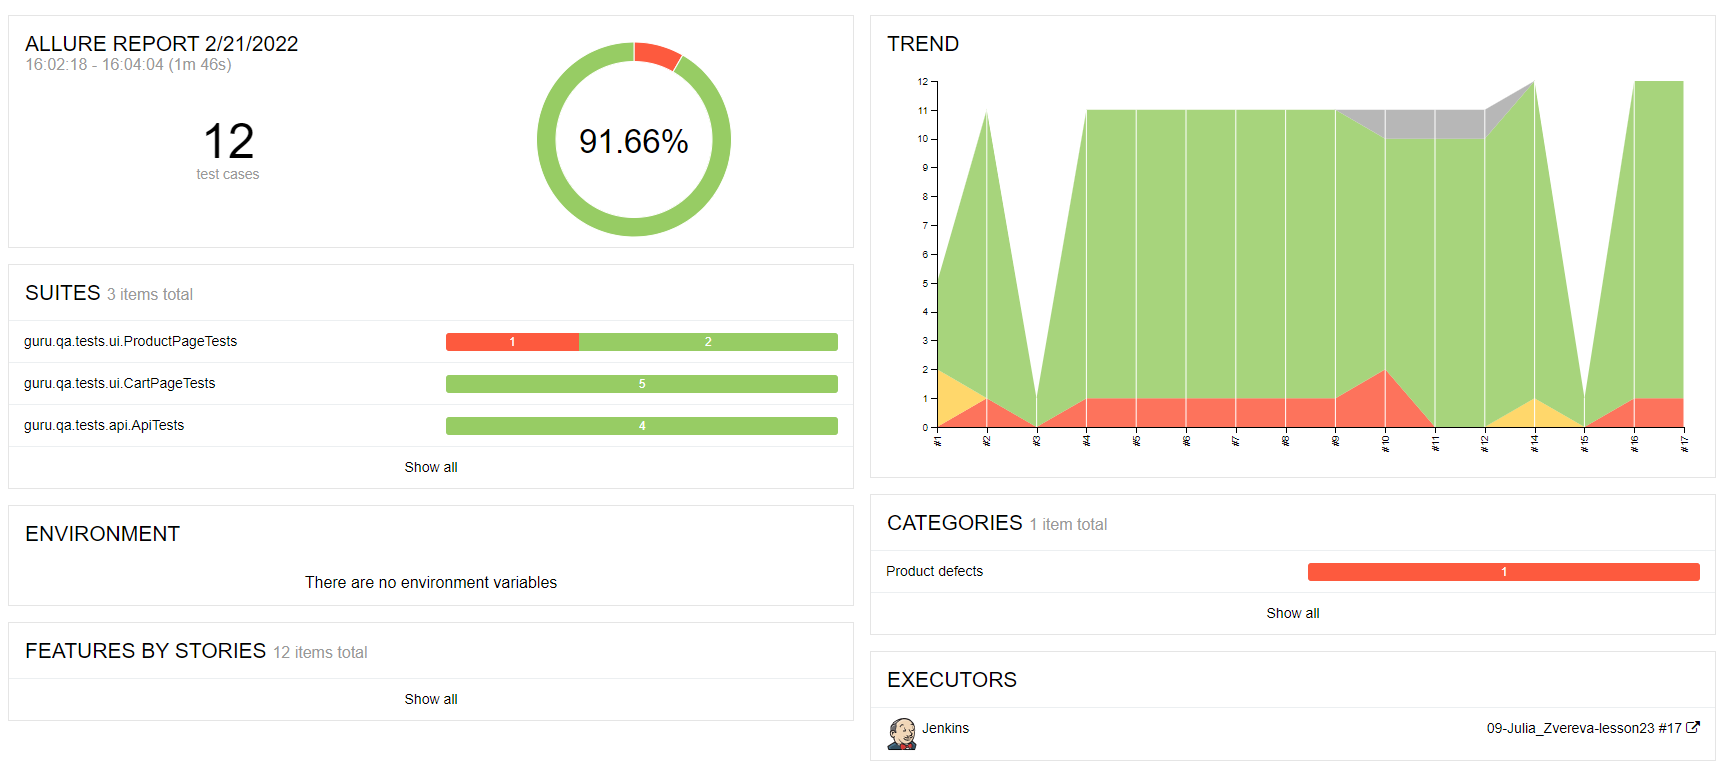 ALLURE REPORT 2/21/2022
16:02:18 - 16:04:04 (1m 46s)
12
test cases
91.66%
SUITES 3 items total
guru.qa.tests.ui.ProductPageTests 1 2
guru.qa.tests.ui.CartPageTests 5
guru.qa.tests.api.ApiTests 4
Show all
ENVIRONMENT
There are no environment variables
FEATURES BY STORIES 12 items total
Show all
TREND
12
11
10
9
8
7
6
5
4
3
2
1
0
#1 #2 #3 #4 #5 #6 #7 #8 #9 #10 #11 #12 #14 #15 #16 #17
CATEGORIES 1 item total
Product defects 1
Show all
EXECUTORS
Jenkins 09-Julia_Zvereva-lesson23 #17